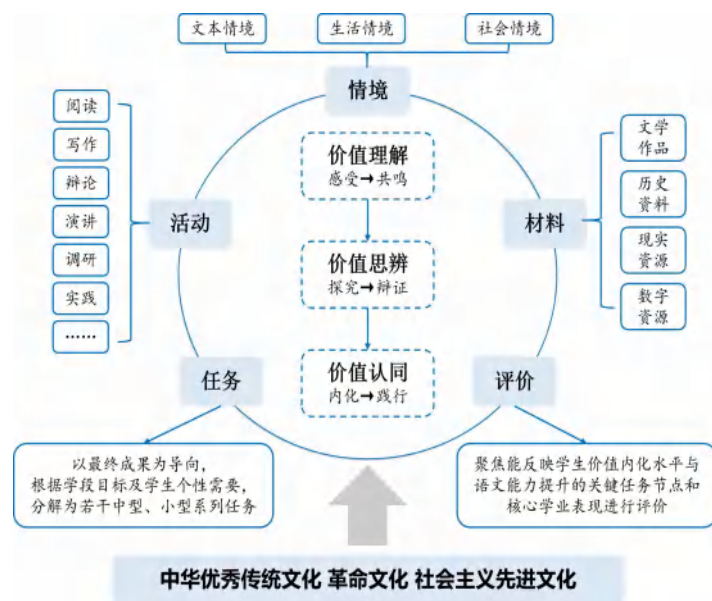 文本情境
生活情境
社会情境
情境
阅读
写作
辩论
演讲
调研
实践
……
活动
价值理解
感受→共鸣
价值思辨
探究→辩证
价值认同
内化→践行
材料
文学
作品
历史
资料
现实
资源
数字
资源
任务
评价
以最终成果为导向，
根据学段目标及学生个性需要，
分解为若干中型、小型系列任务
聚焦能反映学生价值内化水平与
语文能力提升的关键任务节点和
核心学业表现进行评价
中华优秀传统文化 革命文化 社会主义先进文化